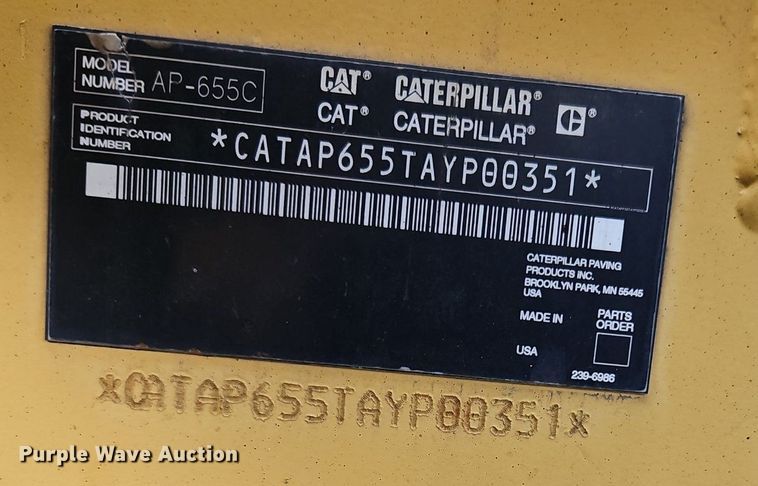 MODEL
NUMBER AP-655C
CAT® CATERPILLAR®
CAT® CATERPILLAR® C®
PRODUCT
IDENTIFICATION
NUMBER
*CATAP655TAYP00351*
CATERPILLAR PAVING
PRODUCTS INC.
BROOKLYN PARK, MN 55445
USA
MADE IN
USA
PARTS
ORDER
239-6986
*CATAP655TAYP00351*
Purple Wave Auction